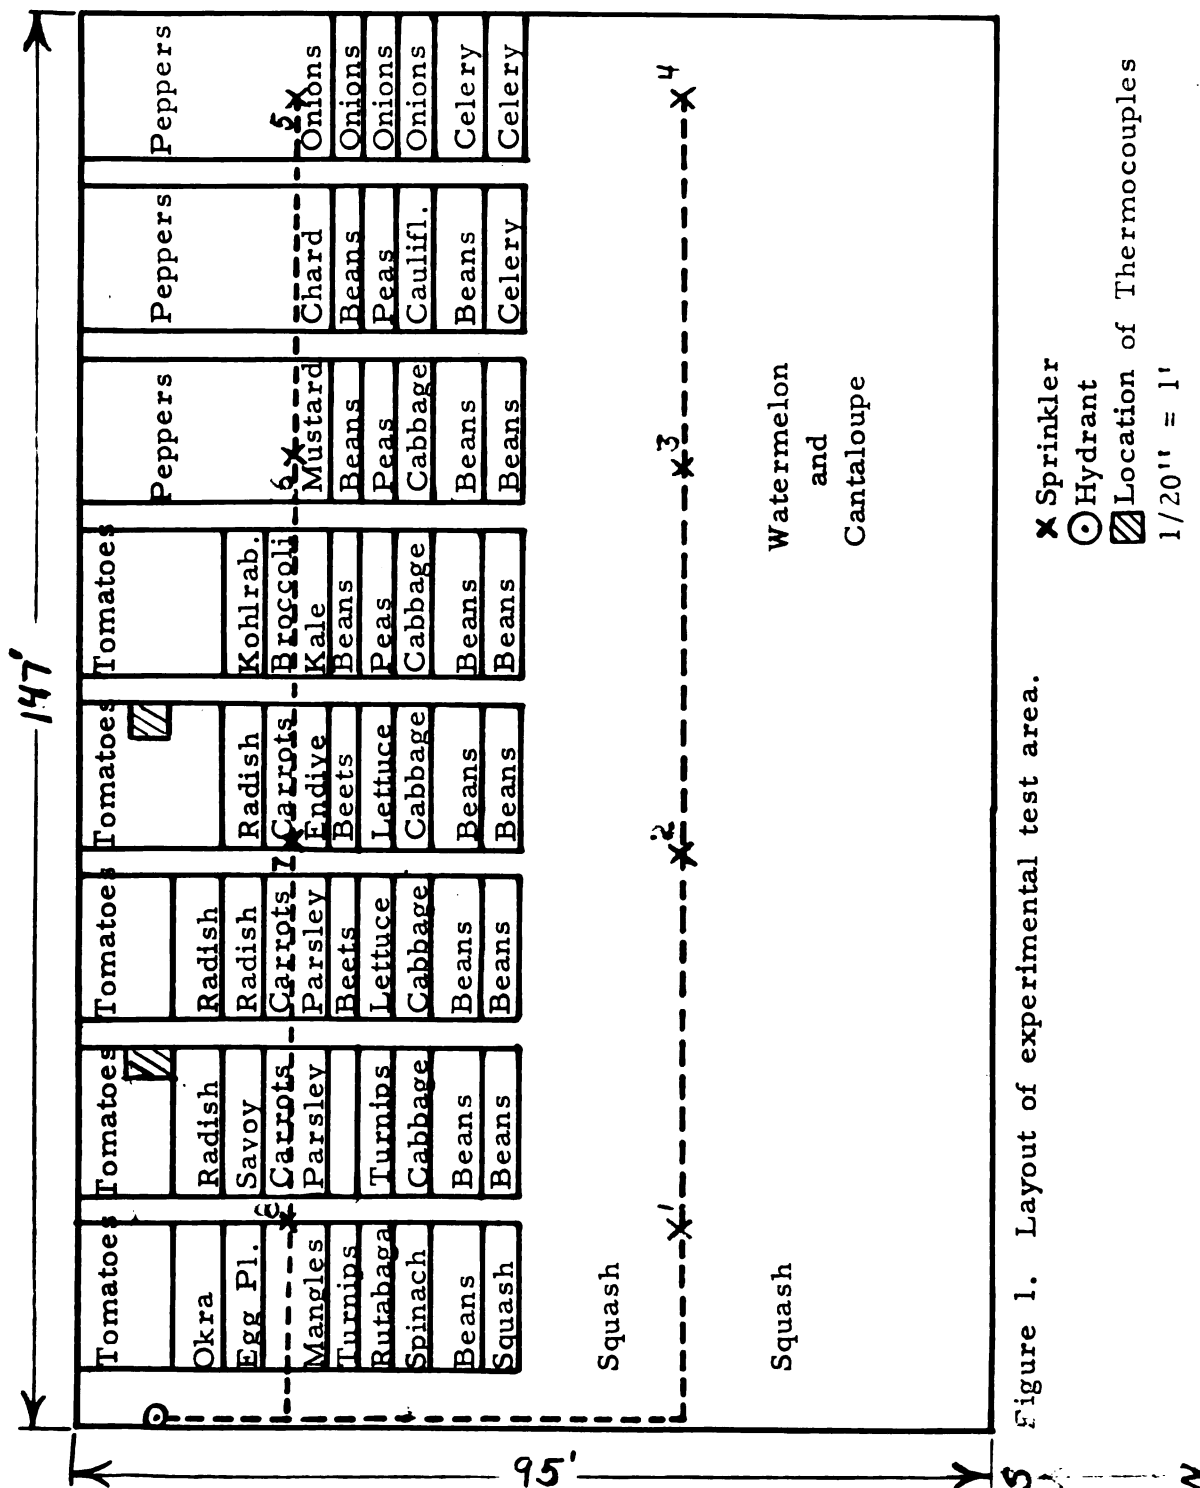 147'
Tomatoes Tomatoes Tomatoes Tomatoes Tomatoes Peppers Peppers Peppers
Okra Radish Radish
Egg Pl. Savoy Radish Radish Kohlrab.
8 Carrots Carrots 7 Carrots Broccoli 6 5
Mangles Parsley Parsley Endive Kale Mustard Chard Onions
Turnips Beets Beets Beans Beans Beans Onions
Rutabaga Turnips Lettuce Lettuce Peas Peas Peas Onions
Spinach Cabbage Cabbage Cabbage Cabbage Cabbage Caulifl. Onions
Beans Beans Beans Beans Beans Beans Beans Celery
Squash Beans Beans Beans Beans Beans Celery Celery
95'
Squash
1 2 3 4
Squash
Watermelon
and
Cantaloupe
S
N
Figure 1. Layout of experimental test area.
Sprinkler
Hydrant
Location of Thermocouples
1/20" = 1'